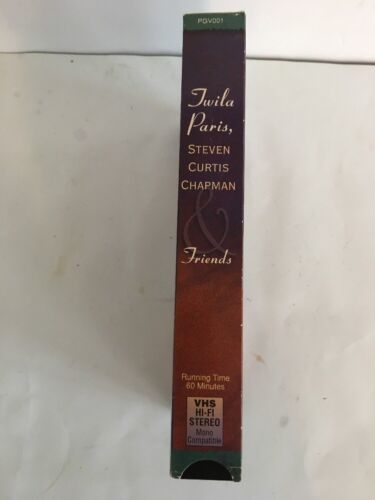 PGV001
Twila
Paris,
STEVEN
CURTIS
CHAPMAN
&
Friends
Running Time
60 Minutes
VHS
HI-FI
STEREO
Mono
Compatible